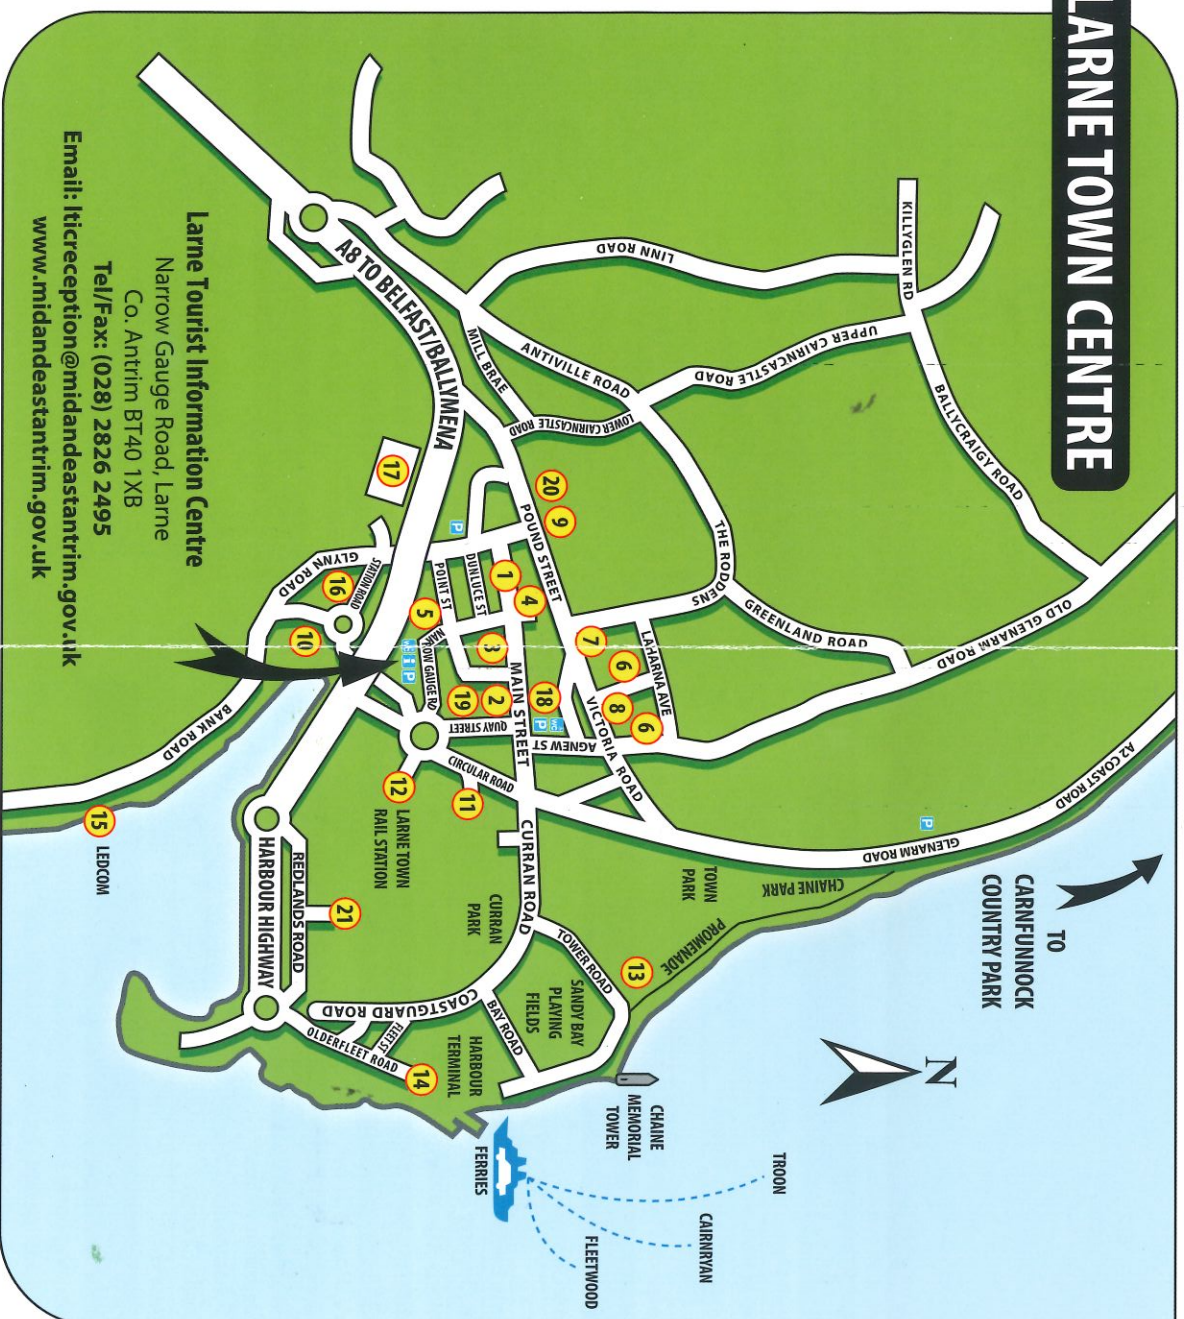 LARNE TOWN CENTRE
KILLYGLEN RD
LINN ROAD
UPPER CAIRNCASTLE ROAD
BALLYCRAIGY ROAD
OLD GLENARM ROAD
A2 COAST ROAD
GLENARM ROAD
P
TO
CARNFUNNOCK
COUNTRY PARK
N
A8 TO BELFAST/BALLYMENA
MILL BRAE
ANTIVILLE ROAD
LOWER CAIRNCASTLE ROAD
THE RODDENS
GREENLAND ROAD
LAHARNA AVE
POUND STREET
VICTORIA ROAD
AGNEW ST
MAIN STREET
DUNLUCE ST
POINT ST
NARROW GAUGE RD
QUAY STREET
CIRCULAR ROAD
CURRAN ROAD
STATION ROAD
GLYNN ROAD
BANK ROAD
20
9
1
4
7
6
8
6
5
3
18
19
2
17
16
10
12
11
P
P
WC
WC
i
P
LARNE TOWN
RAIL STATION
CURRAN
PARK
TOWN
PARK
CHAINE PARK
PROMENADE
13
TOWER ROAD
SANDY BAY
PLAYING
FIELDS
BAY ROAD
COASTGUARD ROAD
FLEET ST
OLDERFLEET ROAD
14
HARBOUR
TERMINAL
REDLANDS ROAD
21
HARBOUR HIGHWAY
15
LEDCOM
CHAINE
MEMORIAL
TOWER
FERRIES
TROON
CAIRNRYAN
FLEETWOOD
Larne Tourist Information Centre
Narrow Gauge Road, Larne
Co. Antrim BT40 1XB
Tel/Fax: (028) 2826 2495
Email: lticreception@midandeastantrim.gov.uk
www.midandeastantrim.gov.uk